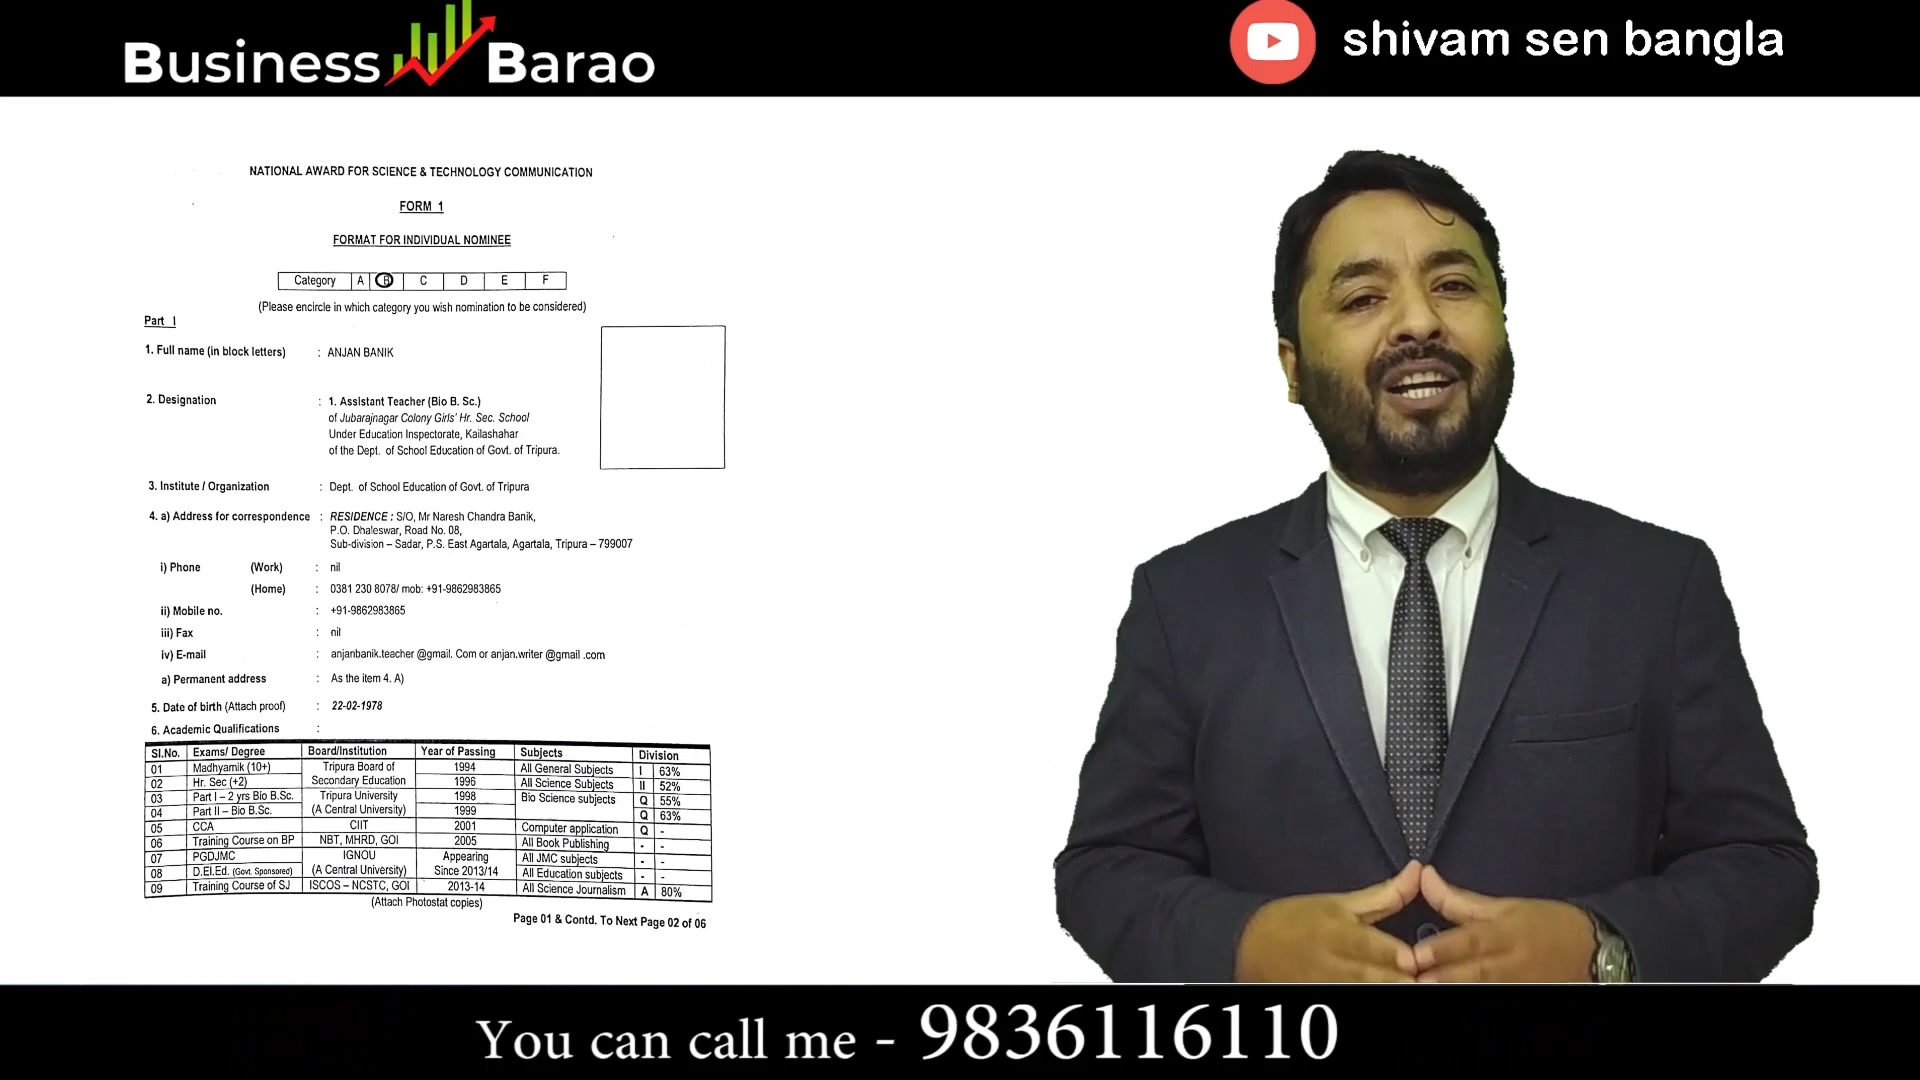 Business Barao
shivam sen bangla
NATIONAL AWARD FOR SCIENCE & TECHNOLOGY COMMUNICATION
FORM 1
FORMAT FOR INDIVIDUAL NOMINEE
Category A B C D E F
(Please encircle in which category you wish nomination to be considered)
Part I
1. Full name (in block letters) : ANJAN BANIK
2. Designation : 1. Assistant Teacher (Bio B. Sc.)
of Jubarajnagar Colony Girls' Hr. Sec. School
Under Education Inspectorate, Kailashahar
of the Dept. of School Education of Govt. of Tripura.
3. Institute / Organization : Dept. of School Education of Govt. of Tripura
4. a) Address for correspondence : RESIDENCE : S/O, Mr Naresh Chandra Banik,
P.O. Dhaleswar, Road No. 08,
Sub-division – Sadar, P.S. East Agartala, Agartala, Tripura – 799007
i) Phone (Work) : nil
(Home) : 0381 230 8078/ mob: +91-9862983865
ii) Mobile no. : +91-9862983865
iii) Fax : nil
iv) E-mail : anjanbanik.teacher @gmail. Com or anjan.writer @gmail .com
a) Permanent address : As the item 4. A)
5. Date of birth (Attach proof) : 22-02-1978
6. Academic Qualifications :
Sl.No. Exams/ Degree Board/Institution Year of Passing Subjects Division
01 Madhyamik (10+) Tripura Board of 1994 All General Subjects I 63%
02 Hr. Sec (+2) Secondary Education 1996 All Science Subjects II 52%
03 Part I – 2 yrs Bio B.Sc. Tripura University 1998 Bio Science subjects Q 55%
04 Part II – Bio B.Sc. (A Central University) 1999 Q 63%
05 CCA CIIT 2001 Computer application Q -
06 Training Course on BP NBT, MHRD, GOI 2005 All Book Publishing - -
07 PGDJMC IGNOU Appearing All JMC subjects - -
08 D.El.Ed. (Govt. Sponsored) (A Central University) Since 2013/14 All Education subjects - -
09 Training Course of SJ ISCOS – NCSTC, GOI 2013-14 All Science Journalism A 80%
(Attach Photostat copies)
Page 01 & Contd. To Next Page 02 of 06
You can call me - 9836116110